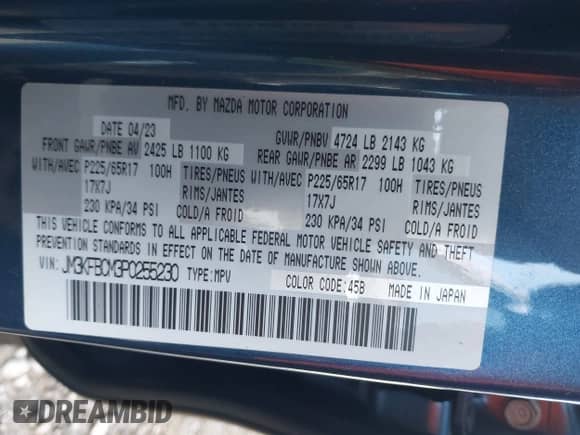 MFD. BY MAZDA MOTOR CORPORATION
DATE 04/23 GVWR/PNBV 4724 LB 2143 KG
FRONT GAWR/PNBE AV 2425 LB 1100 KG REAR GAWR/PNBE AR 2299 LB 1043 KG
WITH/AVEC P225/65R17 100H TIRES/PNEUS WITH/AVEC P225/65R17 100H TIRES/PNEUS
17X7J RIMS/JANTES 17X7J RIMS/JANTES
230 KPA/34 PSI COLD/A FROID 230 KPA/34 PSI COLD/A FROID
THIS VEHICLE CONFORMS TO ALL APPLICABLE FEDERAL MOTOR VEHICLE SAFETY AND THEFT
PREVENTION STANDARDS IN EFFECT ON THE DATE OF MANUFACTURE SHOWN ABOVE.
VIN: JM3KFBCM3P0255230 TYPE:MPV COLOR CODE:45B MADE IN JAPAN
DREAMBID